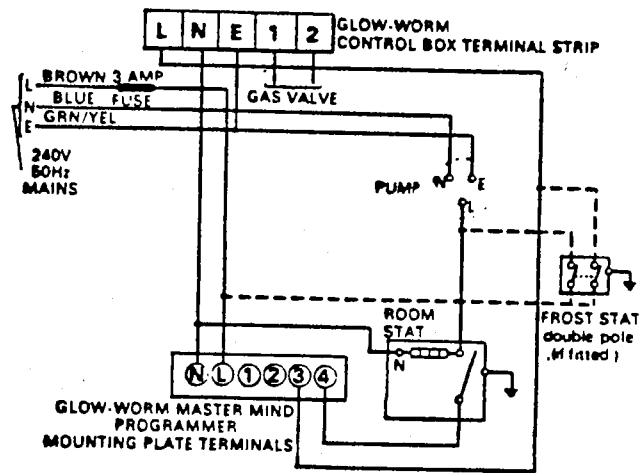 L N E 1 2
GLOW-WORM
CONTROL BOX TERMINAL STRIP
L BROWN 3 AMP
FUSE
N BLUE
E GRN/YEL
GAS VALVE
240V
50Hz
MAINS
PUMP N E
L
ROOM
STAT
N
FROST STAT
double pole
(if fitted)
N L 1 2 3 4
GLOW-WORM MASTER MIND
PROGRAMMER
MOUNTING PLATE TERMINALS